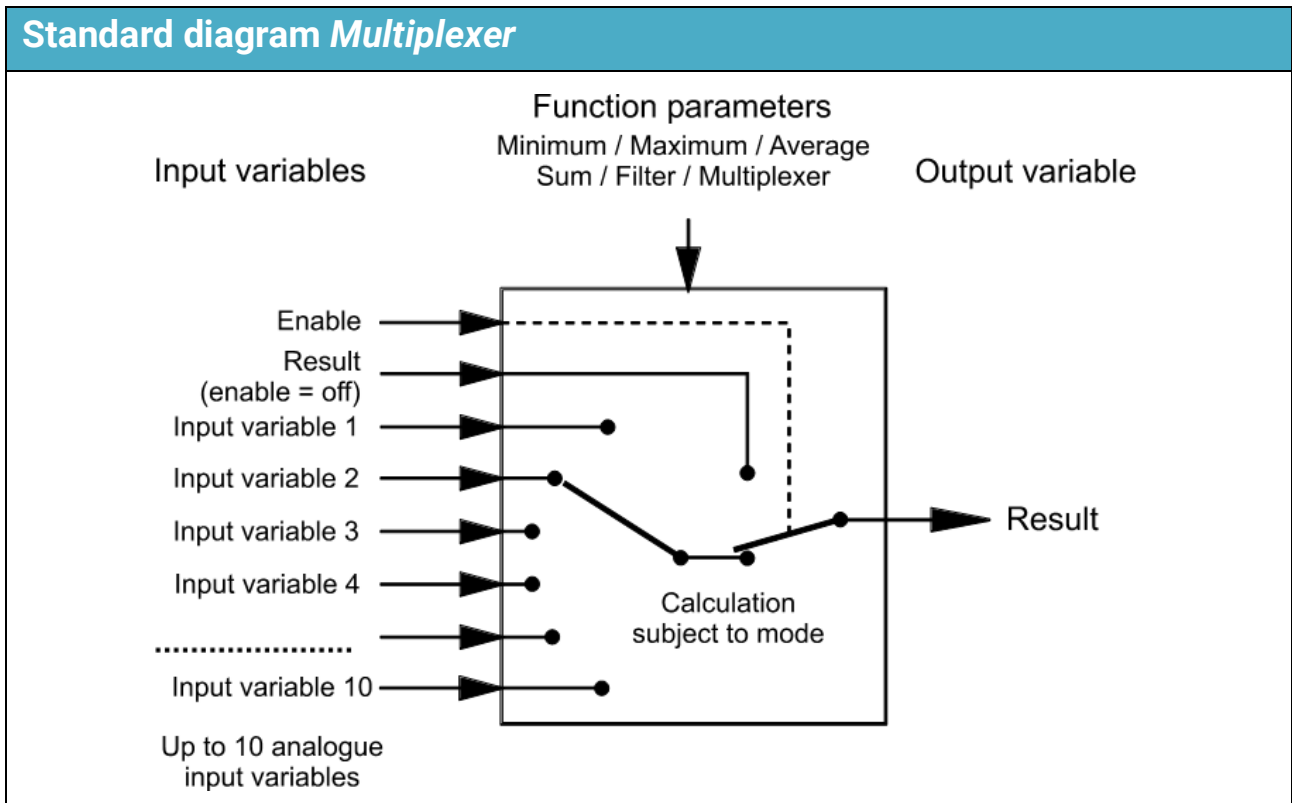 Standard diagram Multiplexer
Function parameters
Minimum / Maximum / Average
Sum / Filter / Multiplexer
Input variables
Output variable
Enable
Result
(enable = off)
Input variable 1
Input variable 2
Input variable 3
Input variable 4
Input variable 10
Up to 10 analogue
input variables
Calculation
subject to mode
Result